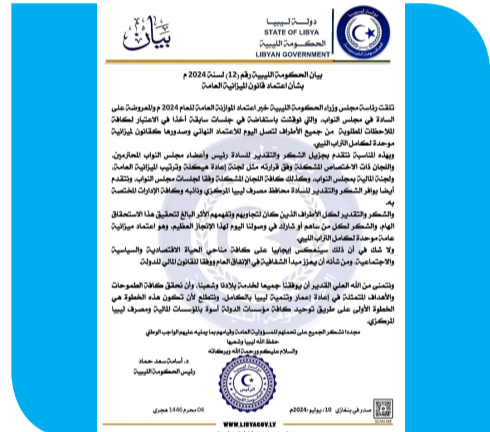 بيان
دولة ليبيا
STATE OF LIBYA
الحكومة الليبية
LIBYAN GOVERNMENT
بيان الحكومة الليبية رقم (12) لسنة 2024 م
بشأن اعتماد قانون الميزانية العامة
تلقت رئاسة مجلس وزراء الحكومة الليبية خبر اعتماد الموازنة العامة للعام 2024 م والمعروضة على
السادة في مجلس النواب، والتي نوقشت باستفاضة في جلسات سابقة أخذا في الاعتبار لكافة
الملاحظات المطلوبة من جميع الأطراف لتصل اليوم للاعتماد النهائي وصدورها كقانون لميزانية
موحدة لكامل التراب الليبي.
وبهذه المناسبة نتقدم بجزيل الشكر والتقدير للسادة رئيس وأعضاء مجلس النواب المحترمين،
واللجان ذات الاختصاص المشكلة وفق قراراته مثل لجنة إعادة هيكلة وترتيب الميزانية العامة،
ولجنة المالية بمجلس النواب، وكذلك كافة اللجان المشكلة وفقا لجلسات مجلس النواب، ونتقدم
أيضا بوافر الشكر والتقدير للسادة محافظ مصرف ليبيا المركزي ونائبه وكافة الإدارات المختصة
به.
والشكر والتقدير لكل الأطراف الذين كان لتجاوبهم وتفهمهم الأثر البالغ لتحقيق هذا الاستحقاق
الهام، والشكر لكل من ساهم أو شارك في وصولنا اليوم لهذا الإنجاز العظيم، وهو اعتماد ميزانية
عامة موحدة لكامل التراب الليبي.
ولا شك في أن ذلك سينعكس إيجابيا على كافة مناحي الحياة الاقتصادية والسياسية
والاجتماعية، ومن شأنه أن يعزز مبدأ الشفافية في الإنفاق العام ووفقا للقانون المالي للدولة.
ونتمنى من الله العلي القدير أن يوفقنا جميعا لخدمة بلادنا وشعبنا، وأن نحقق كافة الطموحات
والأهداف المتمثلة في إعادة إعمار وتنمية ليبيا بالكامل، ونتطلع لأن تكون هذه الخطوة هي
الخطوة الأولى على طريق توحيد كافة مؤسسات الدولة أسوة بالمؤسسات المالية ومصرف ليبيا
المركزي.
مجددا نشكر الجميع على تحملهم للمسؤولية العامة وقيامهم بما يمليه عليهم الواجب الوطني
حفظ الله ليبيا وشعبها
والسلام عليكم ورحمة الله وبركاته
د. أسامة سعد حماد
رئيس الحكومة الليبية
صدر في بنغازي 10، يوليو /2024م
04 محرم 1446 هجري
WWW.LIBYAGOV.LY
SCAN ME